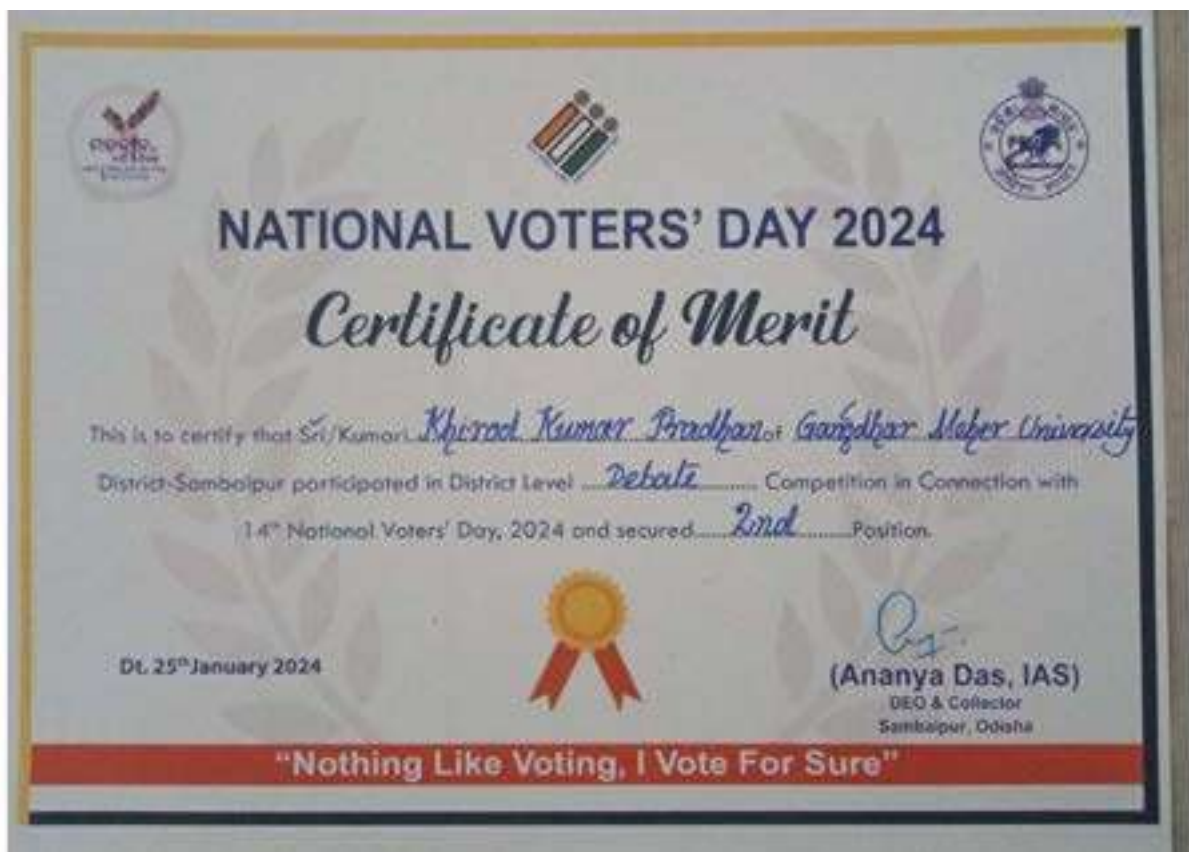 NATIONAL VOTERS' DAY 2024
Certificate of Merit
This is to certify that Sri/Kumari Khirod Kumar Pradhan of Gangdhar Meher University
District-Sambalpur participated in District Level ....Debate.... Competition in Connection with
14th National Voters' Day, 2024 and secured....2nd....Position.
Dt. 25th January 2024
(Ananya Das, IAS)
DEO & Collector
Sambalpur, Odisha
"Nothing Like Voting, I Vote For Sure"